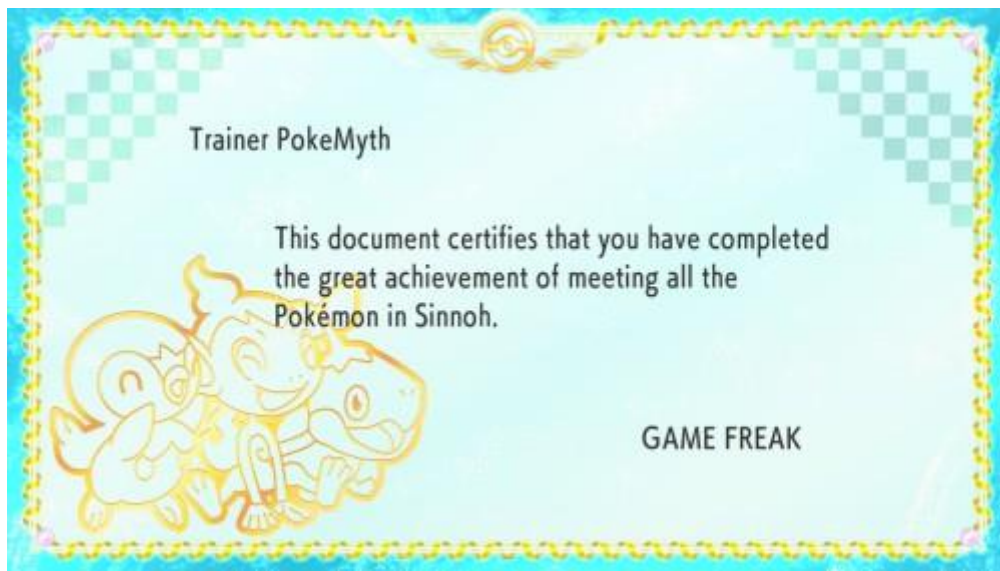 Trainer PokeMyth
This document certifies that you have completed
the great achievement of meeting all the
Pokémon in Sinnoh.
GAME FREAK